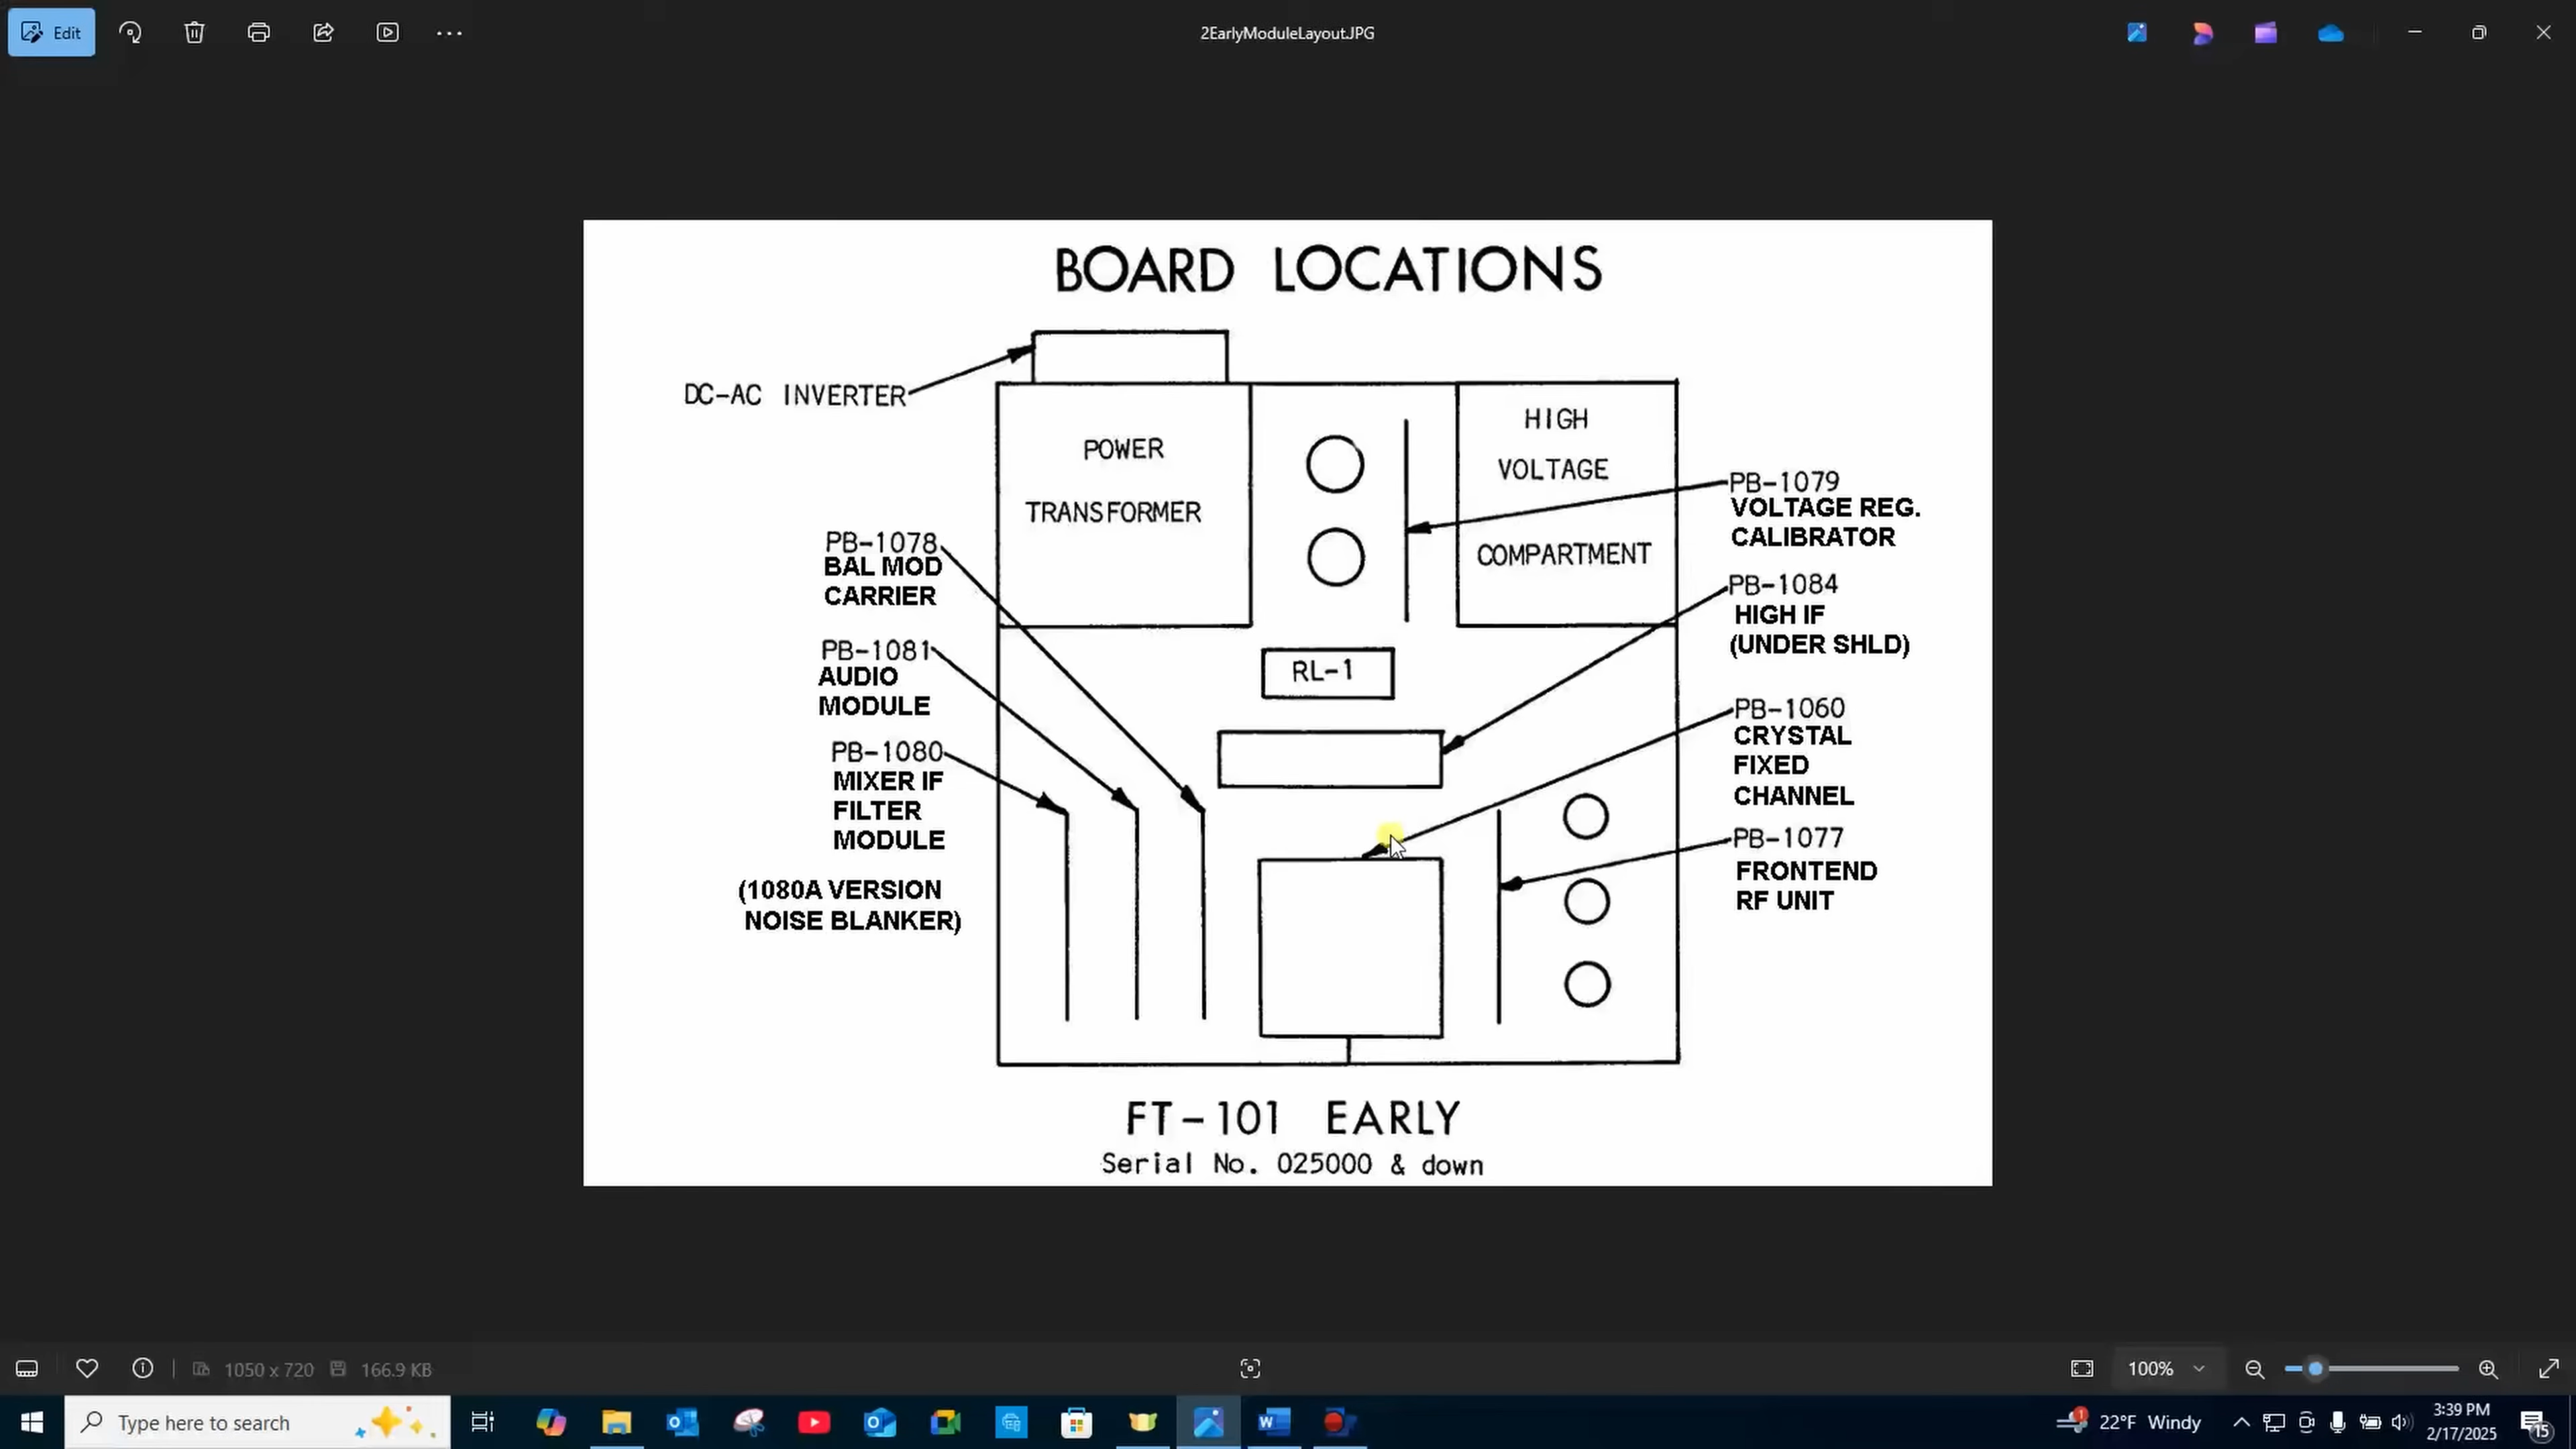 Edit
2EarlyModuleLayout.JPG
BOARD LOCATIONS
DC-AC INVERTER
POWER
TRANSFORMER
HIGH
VOLTAGE
COMPARTMENT
PB-1079
VOLTAGE REG.
CALIBRATOR
PB-1078
BAL MOD
CARRIER
PB-1084
HIGH IF
(UNDER SHLD)
PB-1081
AUDIO
MODULE
RL-1
PB-1060
CRYSTAL
FIXED
CHANNEL
PB-1080
MIXER IF
FILTER
MODULE
(1080A VERSION
NOISE BLANKER)
PB-1077
FRONTEND
RF UNIT
FT-101 EARLY
Serial No. 025000 & down
1050 x 720 166.9 KB
100%
Type here to search
1
22°F Windy
3:39 PM
2/17/2025
15